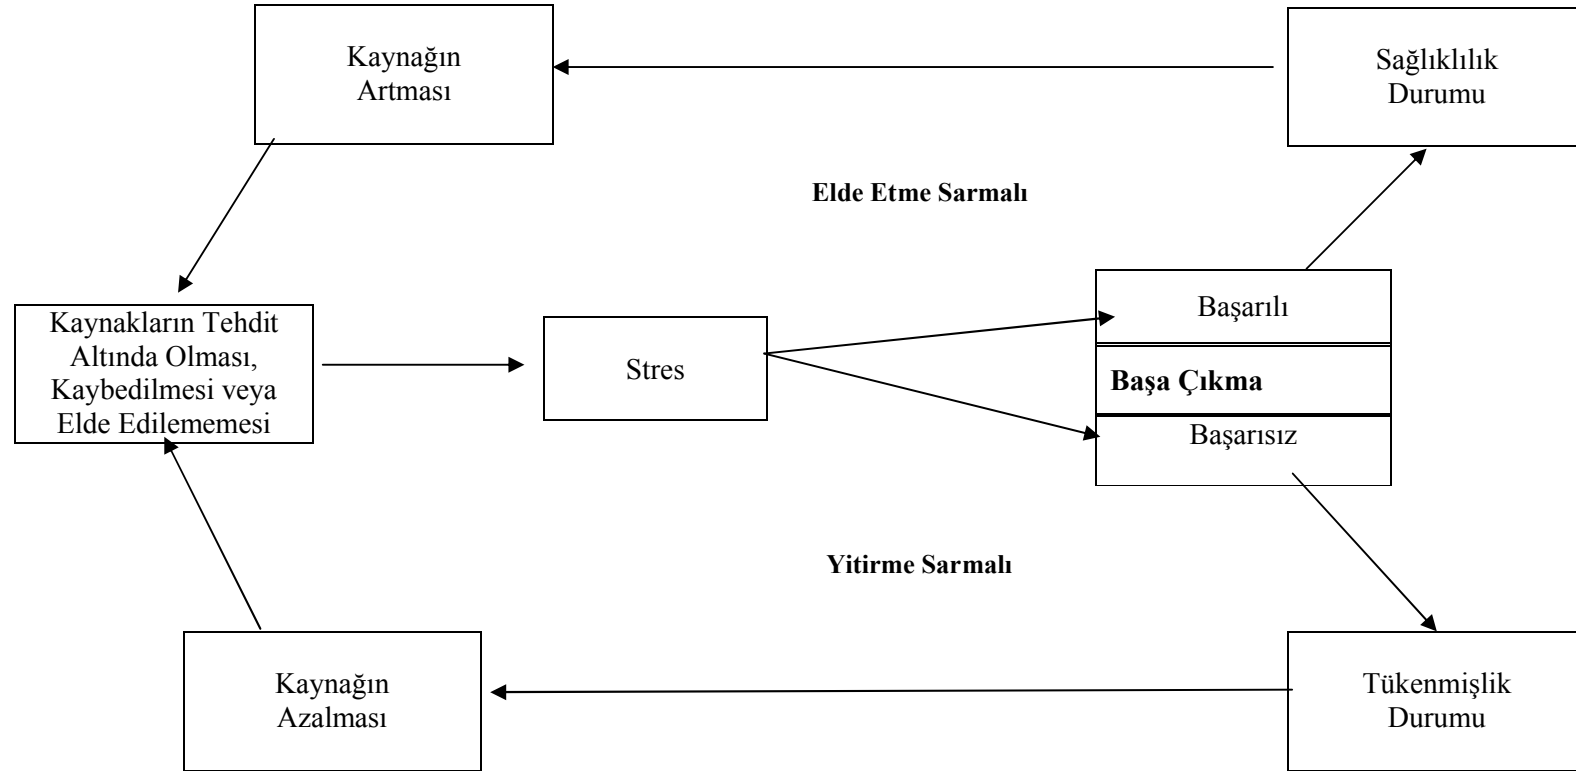 Kaynağın
Artması
Sağlıklılık
Durumu
Elde Etme Sarmalı
Kaynakların Tehdit
Altında Olması,
Kaybedilmesi veya
Elde Edilememesi
Stres
Başarılı
Başa Çıkma
Başarısız
Yitirme Sarmalı
Kaynağın
Azalması
Tükenmişlik
Durumu